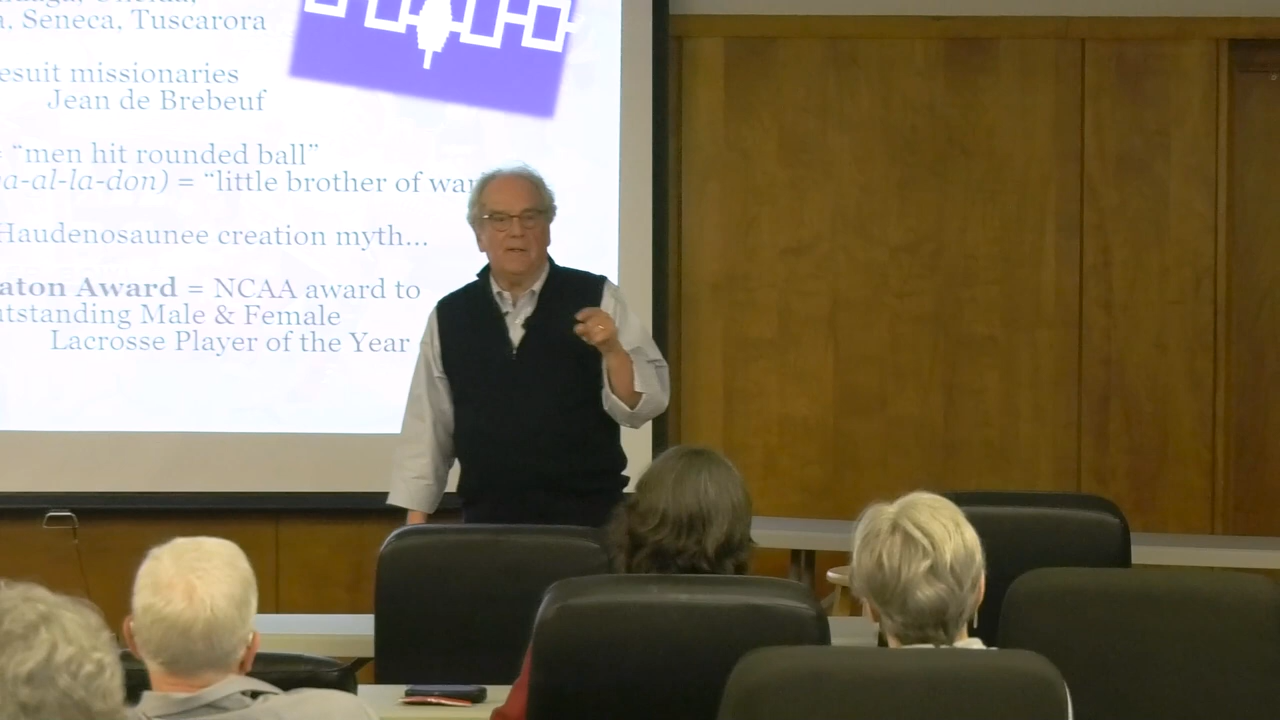 a, Seneca, Tuscarora
esuit missionaries
Jean de Brebeuf
= “men hit rounded ball”
a-al-la-don) = “little brother of war
Haudenosaunee creation myth...
aton Award = NCAA award to
utstanding Male & Female
Lacrosse Player of the Year